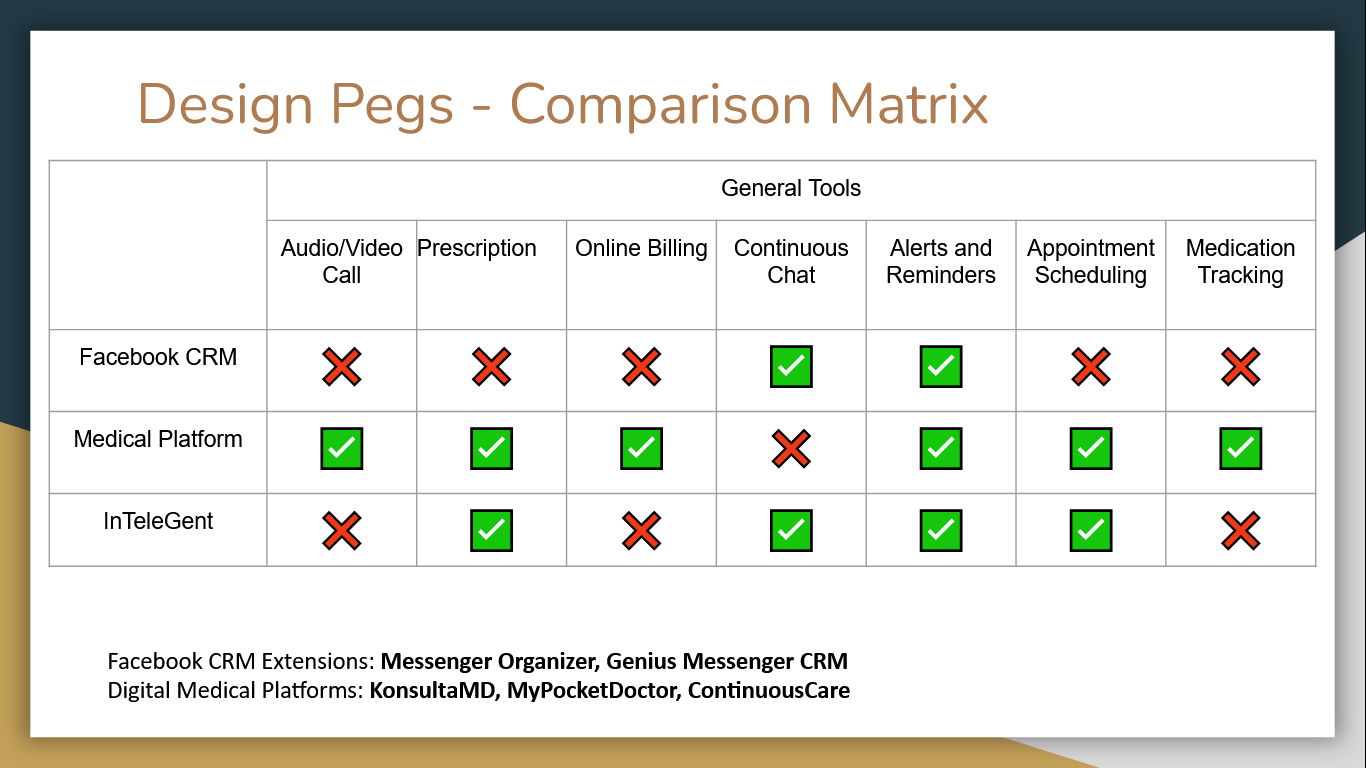 Design Pegs - Comparison Matrix
General Tools
Audio/Video
Call
Prescription
Online Billing
Continuous
Chat
Alerts and
Reminders
Appointment
Scheduling
Medication
Tracking
Facebook CRM
Medical Platform
InTeleGent
Facebook CRM Extensions: Messenger Organizer, Genius Messenger CRM
Digital Medical Platforms: KonsultaMD, MyPocketDoctor, ContinuousCare